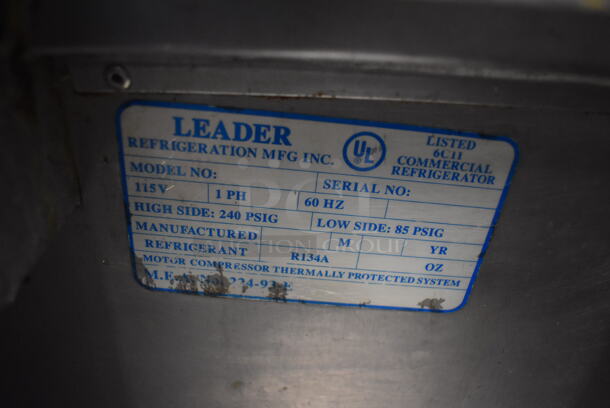 LEADER
REFRIGERATION MFG INC.
UL
LISTED
6C11
COMMERCIAL
REFRIGERATOR
MODEL NO:
SERIAL NO:
115V 1 PH 60 HZ
HIGH SIDE: 240 PSIG LOW SIDE: 85 PSIG
MANUFACTURED M YR
REFRIGERANT R134A OZ
MOTOR COMPRESSOR THERMALLY PROTECTED SYSTEM